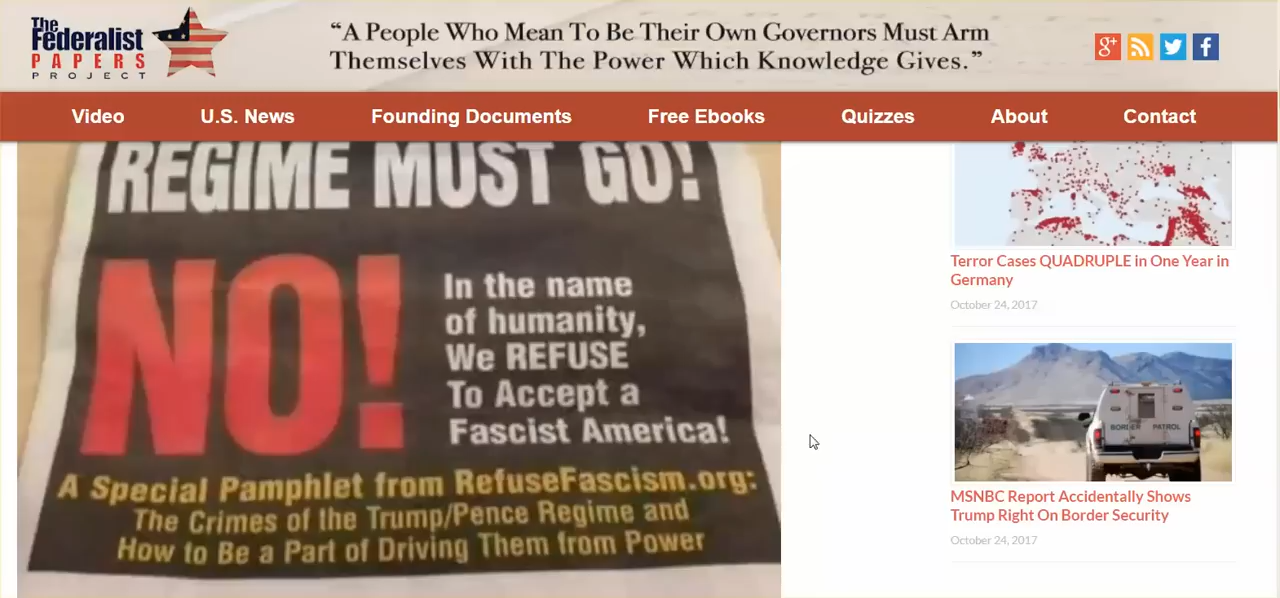 The
Federalist
PAPERS
PROJECT
“A People Who Mean To Be Their Own Governors Must Arm
Themselves With The Power Which Knowledge Gives.”
g+
Video
U.S. News
Founding Documents
Free Ebooks
Quizzes
About
Contact
REGIME MUST GO!
NO!
In the name
of humanity,
We REFUSE
To Accept a
Fascist America!
A Special Pamphlet from RefuseFascism.org:
The Crimes of the Trump/Pence Regime and
How to Be a Part of Driving Them from Power
Terror Cases QUADRUPLE in One Year in
Germany
October 24, 2017
BORDER PATROL
MSNBC Report Accidentally Shows
Trump Right On Border Security
October 24, 2017